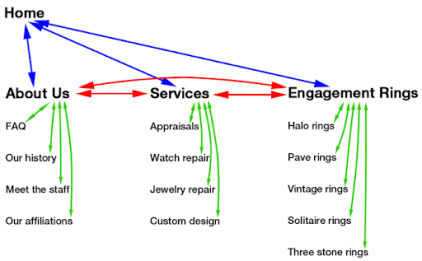 Home
About Us
Services
Engagement Rings
FAQ
Appraisals
Halo rings
Our history
Watch repair
Pave rings
Meet the staff
Jewelry repair
Vintage rings
Our affiliations
Custom design
Solitaire rings
Three stone rings